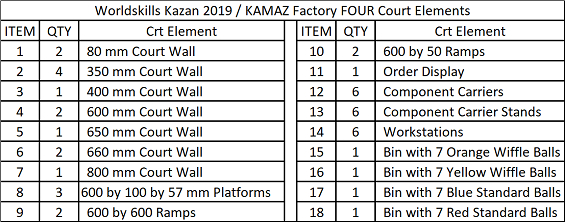 Worldskills Kazan 2019 / KAMAZ Factory FOUR Court Elements
ITEM QTY Crt Element ITEM QTY Crt Element
1 2 80 mm Court Wall 10 2 600 by 50 Ramps
2 4 350 mm Court Wall 11 1 Order Display
3 1 400 mm Court Wall 12 6 Component Carriers
4 2 600 mm Court Wall 13 6 Component Carrier Stands
5 1 650 mm Court Wall 14 6 Workstations
6 2 660 mm Court Wall 15 1 Bin with 7 Orange Wiffle Balls
7 1 800 mm Court Wall 16 1 Bin with 7 Yellow Wiffle Balls
8 3 600 by 100 by 57 mm Platforms 17 1 Bin with 7 Blue Standard Balls
9 2 600 by 600 Ramps 18 1 Bin with 7 Red Standard Balls